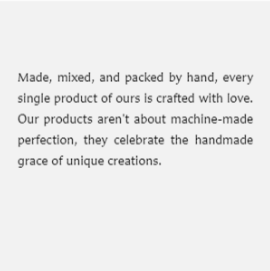 Made, mixed, and packed by hand, every
single product of ours is crafted with love.
Our products aren't about machine-made
perfection, they celebrate the handmade
grace of unique creations.